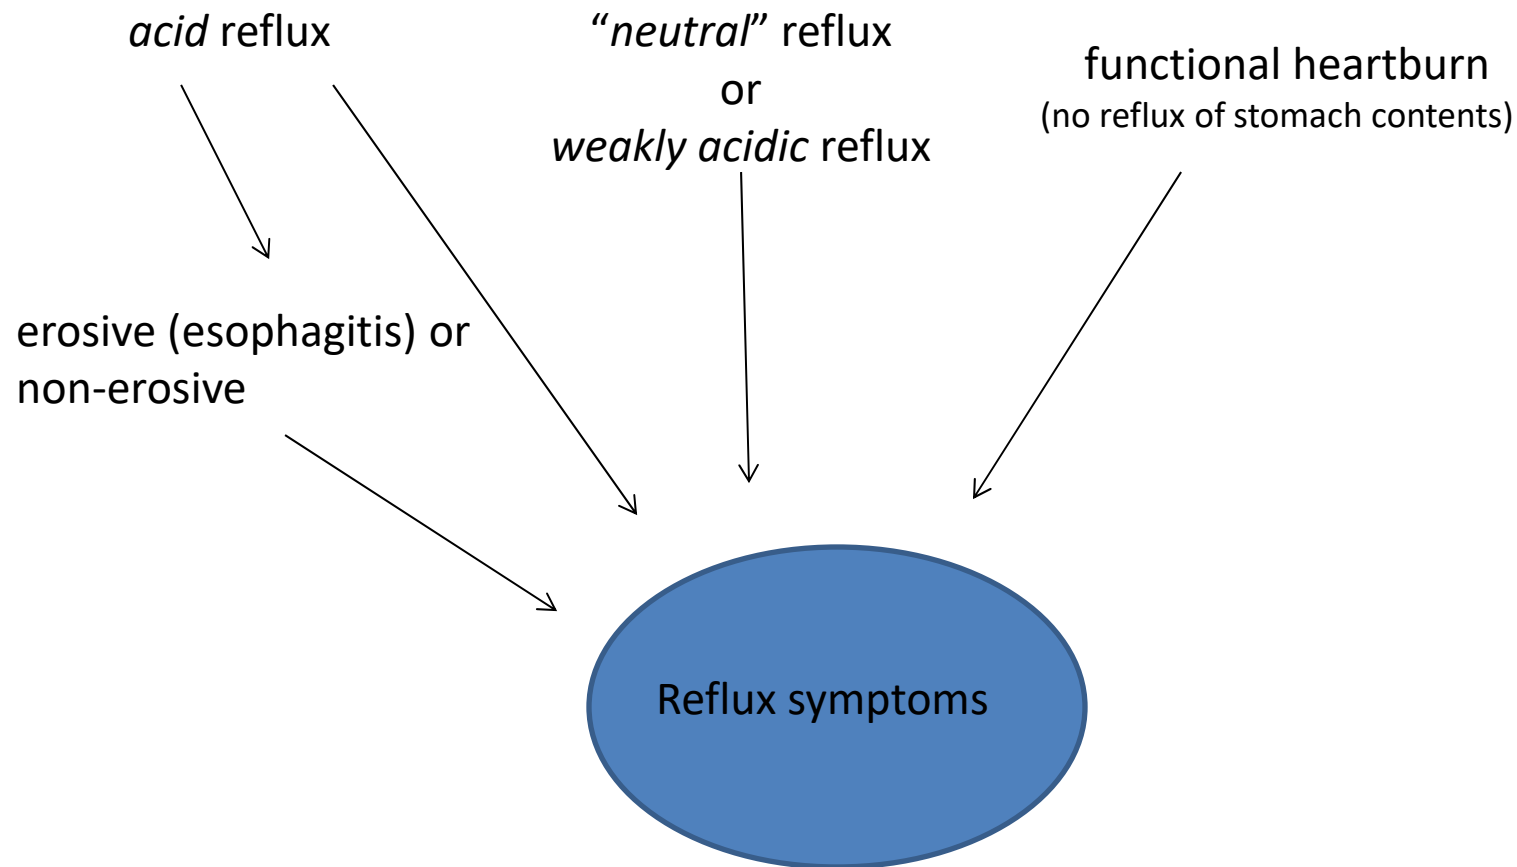 acid reflux
“neutral” reflux
or
weakly acidic reflux
functional heartburn
(no reflux of stomach contents)
erosive (esophagitis) or
non-erosive
Reflux symptoms